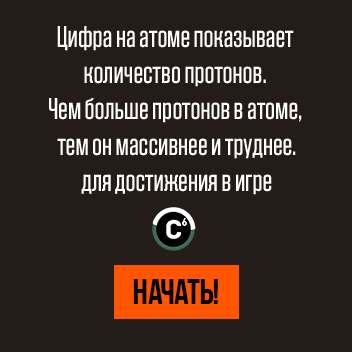 Цифра на атоме показывает
количество протонов.
Чем больше протонов в атоме,
тем он массивнее и труднее.
для достижения в игре
C⁶
НАЧАТЬ!